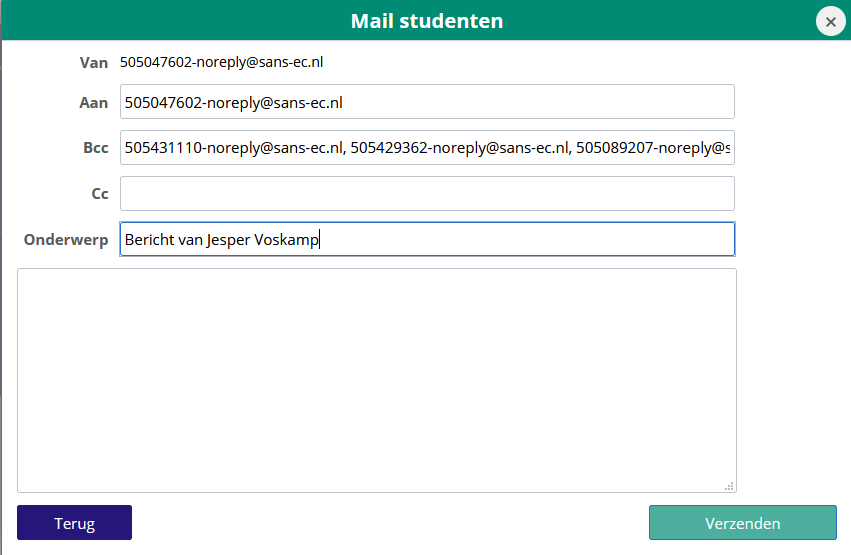 Mail studenten
Van 505047602-noreply@sans-ec.nl
Aan 505047602-noreply@sans-ec.nl
Bcc 505431110-noreply@sans-ec.nl, 505429362-noreply@sans-ec.nl, 505089207-noreply@s
Cc
Onderwerp Bericht van Jesper Voskamp
Terug Verzenden